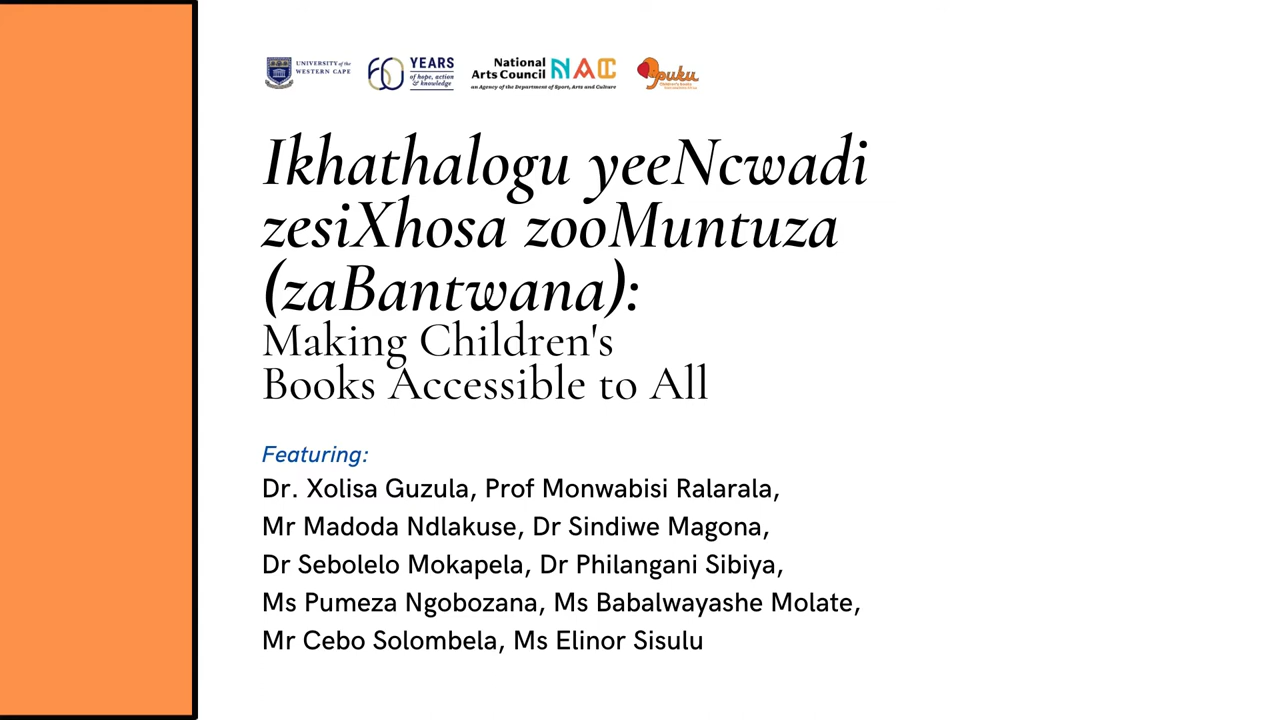 UNIVERSITY of the
WESTERN CAPE
60 YEARS
of hope, action
& knowledge
National
Arts Council NAC
an Agency of the Department of Sport, Arts and Culture
puku
Ikhathalogu yeeNcwadi
zesiXhosa zooMuntuza
(zaBantwana):
Making Children's
Books Accessible to All
Featuring:
Dr. Xolisa Guzula, Prof Monwabisi Ralarala,
Mr Madoda Ndlakuse, Dr Sindiwe Magona,
Dr Sebolelo Mokapela, Dr Philangani Sibiya,
Ms Pumeza Ngobozana, Ms Babalwayashe Molate,
Mr Cebo Solombela, Ms Elinor Sisulu